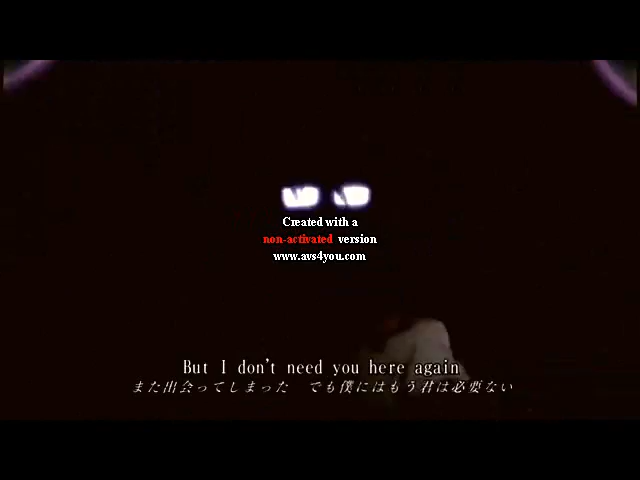 Created with a
non-activated version
www.avs4you.com
But I don't need you here again
また出会ってしまった　でも僕にはもう君は必要ない